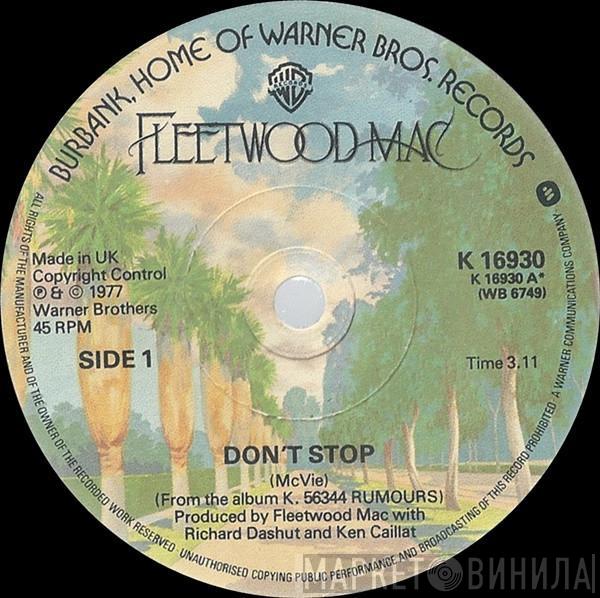 BURBANK, HOME OF WARNER BROS. RECORDS
RECORDS
FLEETWOOD MAC
Made in UK
Copyright Control
℗ & © 1977
Warner Brothers
45 RPM
SIDE 1
K 16930
K 16930 A*
(WB 6749)
Time 3.11
DON'T STOP
(McVie)
(From the album K. 56344 RUMOURS)
Produced by Fleetwood Mac with
Richard Dashut and Ken Caillat
ALL RIGHTS OF THE MANUFACTURER AND OF THE OWNER OF THE RECORDED WORK RESERVED · UNAUTHORISED COPYING PUBLIC PERFORMANCE AND BROADCASTING OF THIS RECORD PROHIBITED · A WARNER COMMUNICATIONS COMPANY ·
МАРКЕТ ВИНИЛА